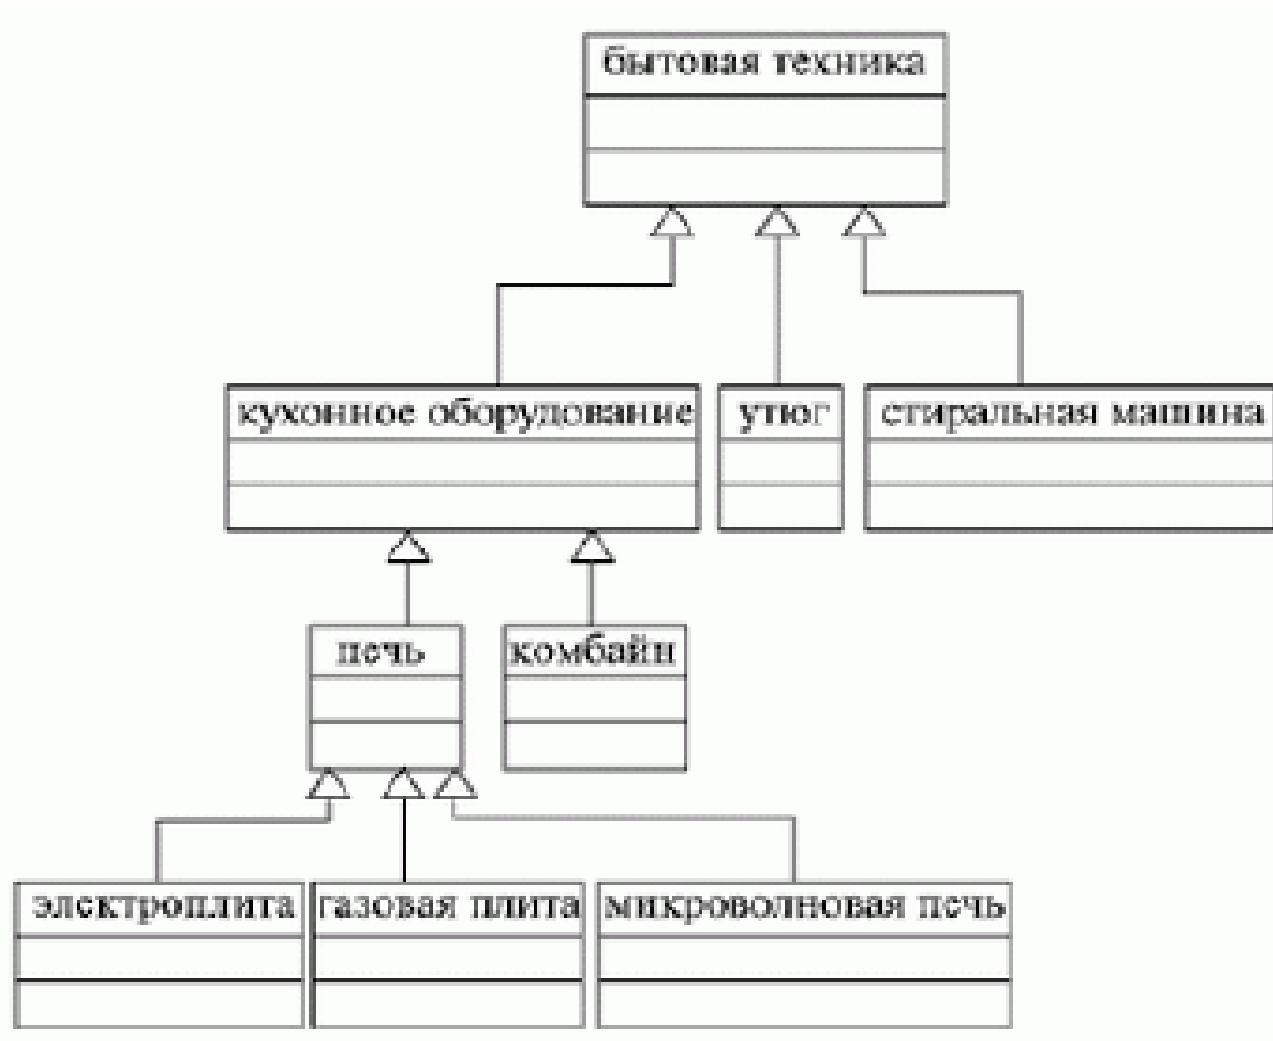 бытовая техника
кухонное оборудование
утюг
стиральная машина
печь
комбайн
электроплита
газовая плита
микроволновая печь